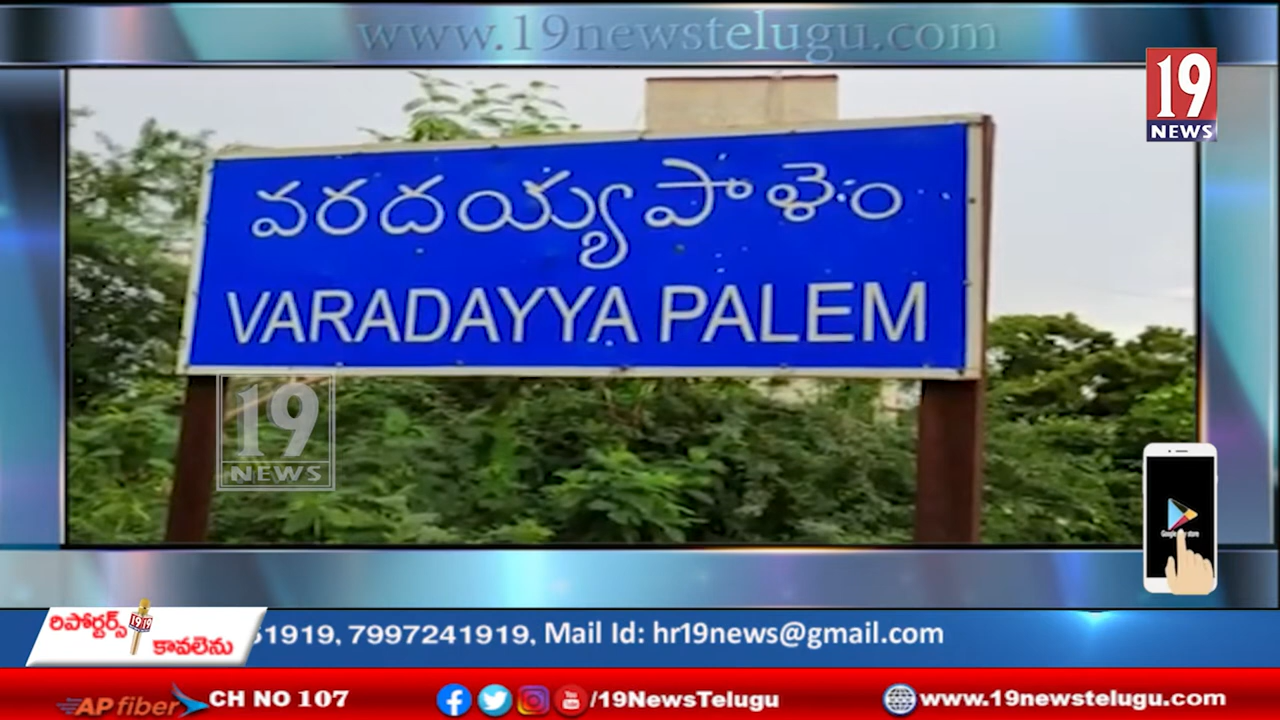 www.19newstelugu.com
19
NEWS
వరదయ్యపాళెం
VARADAYYA PALEM
19
NEWS
రిపోర్టర్స్
కావలెను
1919, 7997241919, Mail Id: hr19news@gmail.com
AP fiber CH NO 107 /19NewsTelugu www.19newstelugu.com